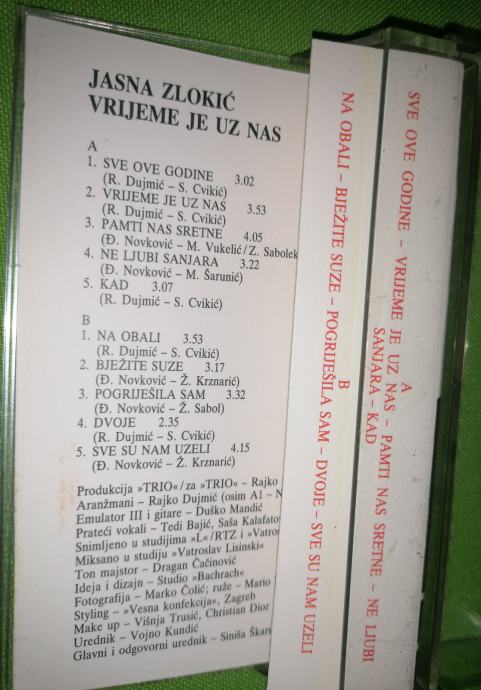 JASNA ZLOKIĆ
VRIJEME JE UZ NAS
A
1. SVE OVE GODINE 3.02
(R. Dujmić – S. Cvikić)
2. VRIJEME JE UZ NAS 3.53
(R. Dujmić – S. Cvikić)
3. PAMTI NAS SRETNE 4.05
(Đ. Novković – M. Vukelić/Z. Sabolek
4. NE LJUBI SANJARA 3.22
(Đ. Novković – M. Šarunić)
5. KAD 3.07
(R. Dujmić – S. Cvikić)
B
1. NA OBALI 3.53
(R. Dujmić – S. Cvikić)
2. BJEŽITE SUZE 3.17
(Đ. Novković – Ž. Krznarić)
3. POGRIJEŠILA SAM 3.32
(Đ. Novković – Ž. Sabol)
4. DVOJE 2.35
(R. Dujmić – S. Cvikić)
5. SVE SU NAM UZELI 4.15
(Đ. Novković – Ž. Krznarić)
Produkcija »TRIO«/za »TRIO« – Rajko
Aranžmani – Rajko Dujmić (osim A1 – N
Emulator III i gitare – Duško Mandić
Prateći vokali – Tedi Bajić, Saša Kalafato
Snimljeno u studijima »L«/RTZ i »Vatro
Miksano u studiju »Vatroslav Lisinski«
Ton majstor – Dragan Čačinović
Ideja i dizajn – Studio »Bachrach«
Fotografija – Marko Čolić; ruže – Mario
Styling – »Vesna konfekcija«, Zagreb
Make up – Višnja Trusić, Christian Dior
Urednik – Vojno Kundić
Glavni i odgovorni urednik – Siniša Škari
A
SVE OVE GODINE – VRIJEME JE UZ NAS – PAMTI NAS SRETNE – NE LJUBI
SANJARA – KAD
B
NA OBALI – BJEŽITE SUZE – POGRIJEŠILA SAM – DVOJE – SVE SU NAM UZELI